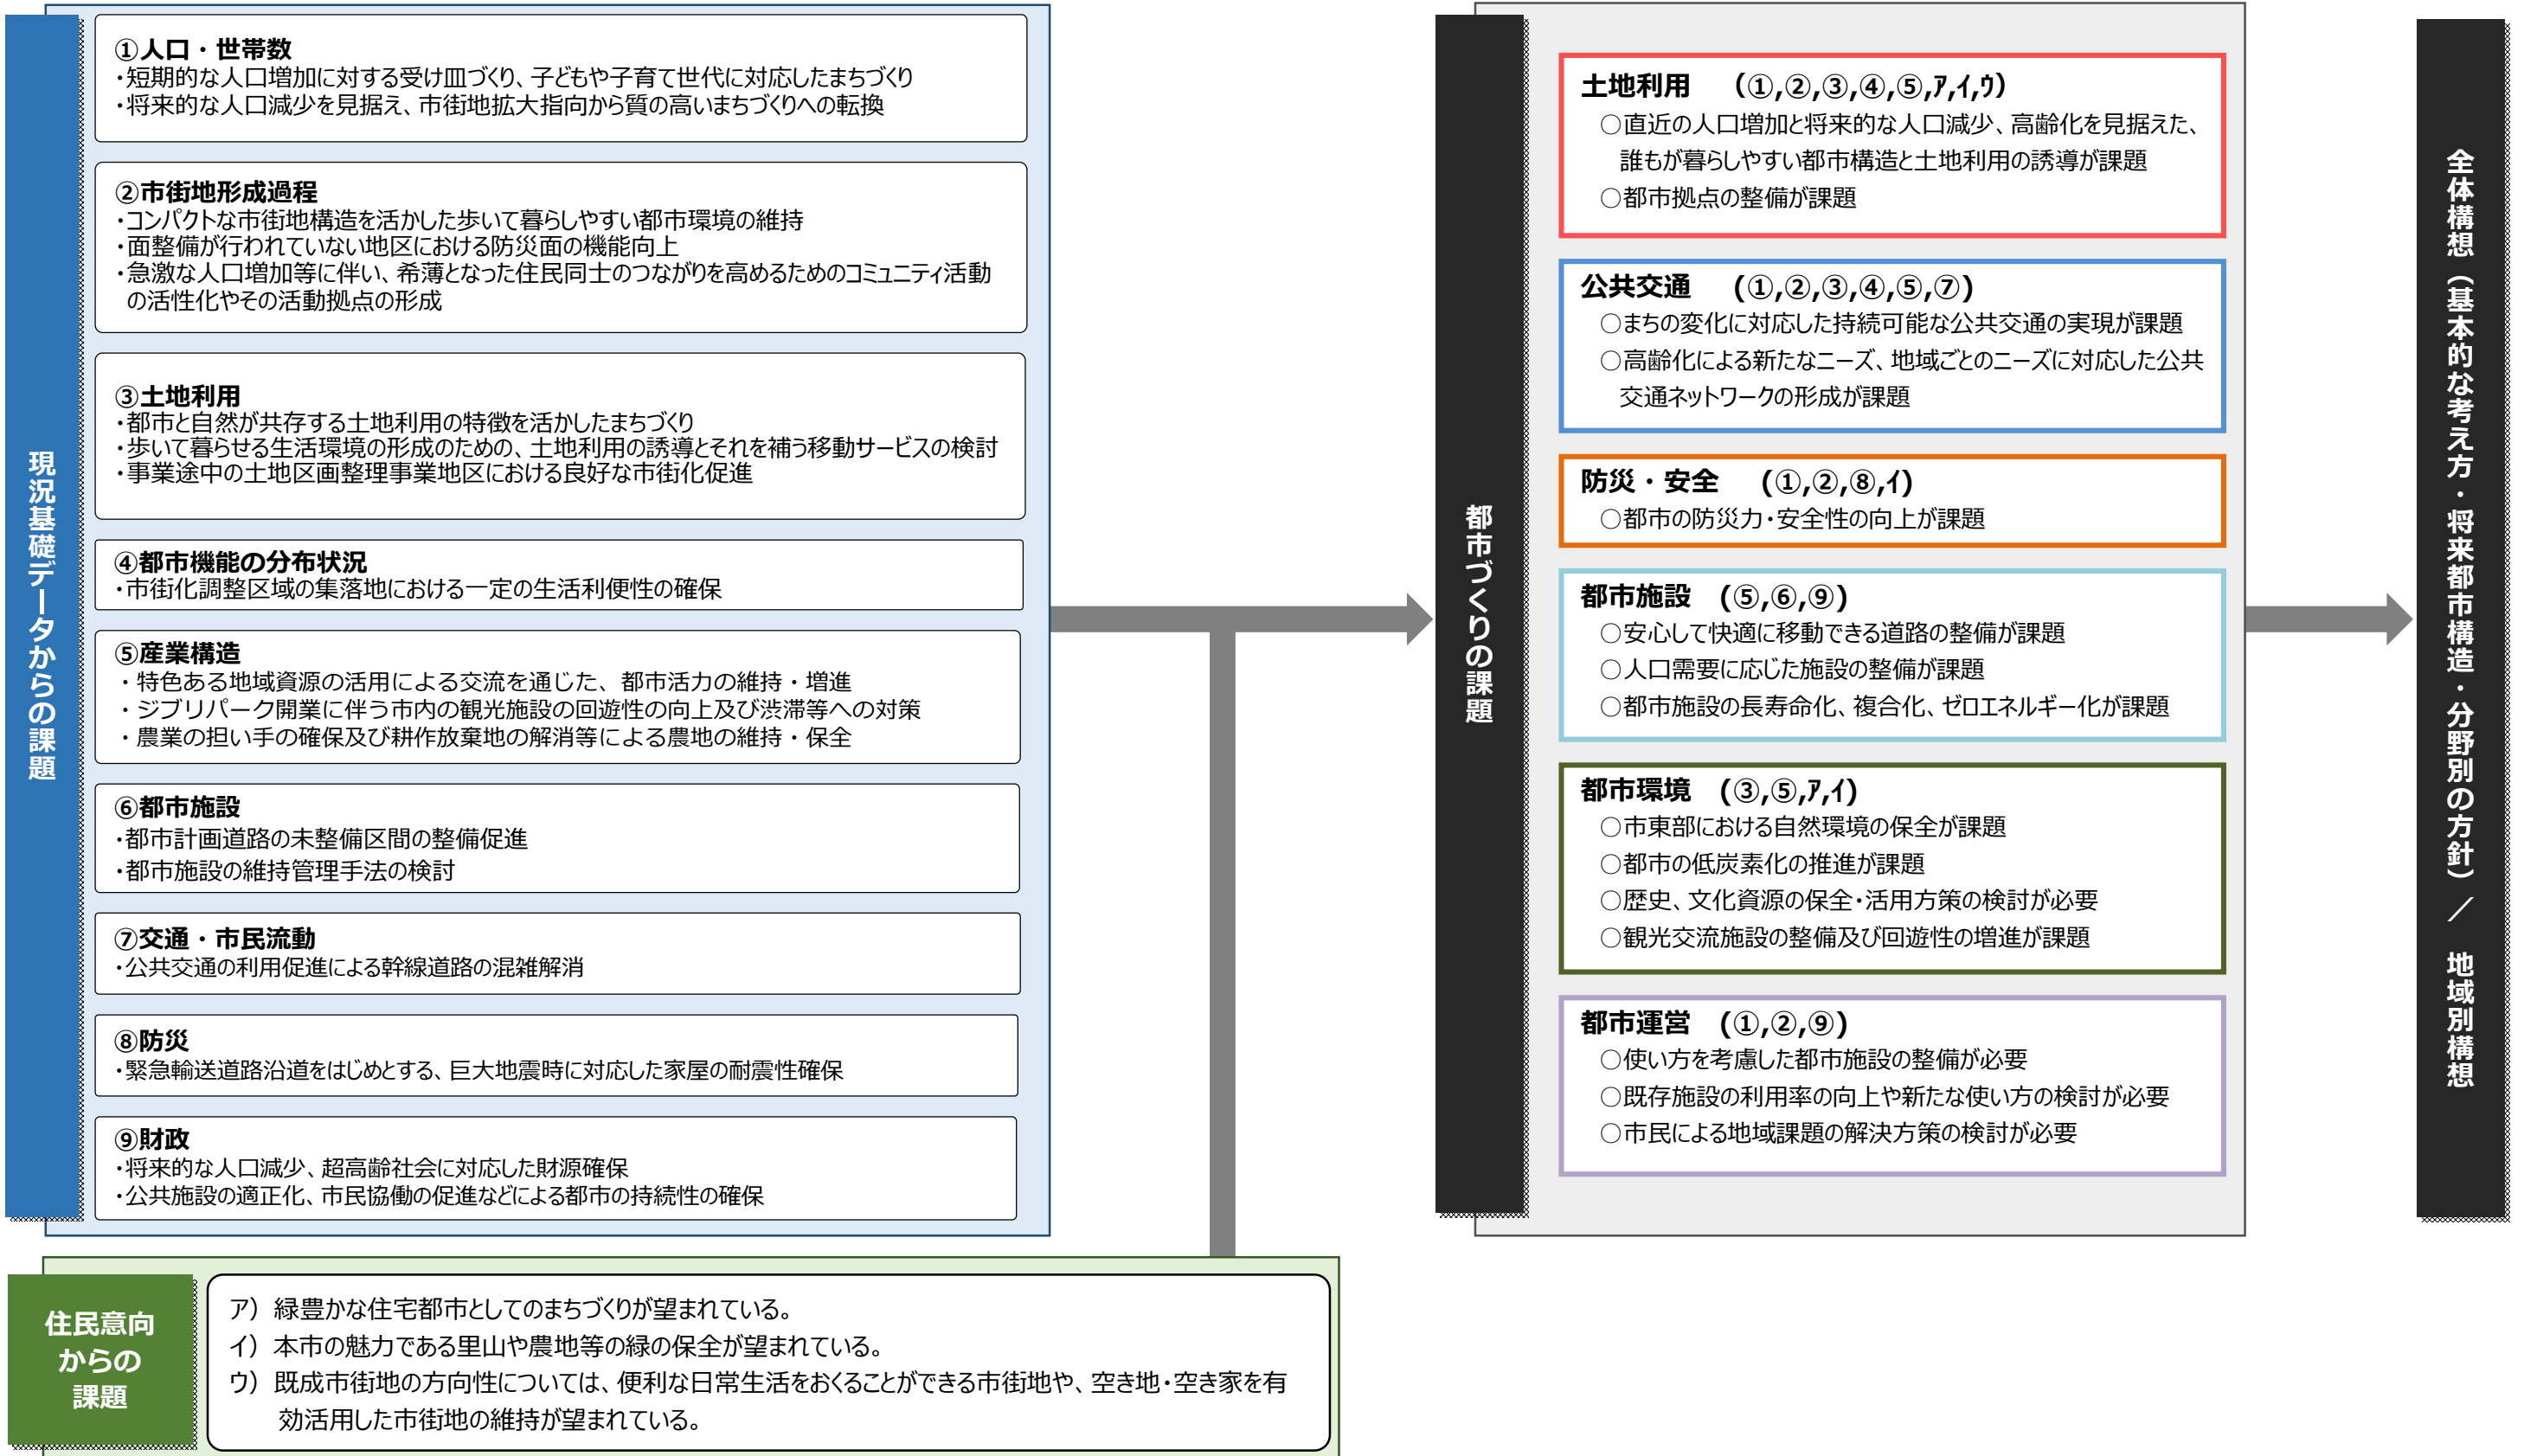 現況基礎データからの課題
①人口・世帯数
・短期的な人口増加に対する受け皿づくり、子どもや子育て世代に対応したまちづくり
・将来的な人口減少を見据え、市街地拡大指向から質の高いまちづくりへの転換
②市街地形成過程
・コンパクトな市街地構造を活かした歩いて暮らしやすい都市環境の維持
・面整備が行われていない地区における防災面の機能向上
・急激な人口増加等に伴い、希薄となった住民同士のつながりを高めるためのコミュニティ活動
の活性化やその活動拠点の形成
③土地利用
・都市と自然が共存する土地利用の特徴を活かしたまちづくり
・歩いて暮らせる生活環境の形成のための、土地利用の誘導とそれを補う移動サービスの検討
・事業途中の土地区画整理事業地区における良好な市街化促進
④都市機能の分布状況
・市街化調整区域の集落地における一定の生活利便性の確保
⑤産業構造
・特色ある地域資源の活用による交流を通じた、都市活力の維持・増進
・ジブリパーク開業に伴う市内の観光施設の回遊性の向上及び渋滞等への対策
・農業の担い手の確保及び耕作放棄地の解消等による農地の維持・保全
⑥都市施設
・都市計画道路の未整備区間の整備促進
・都市施設の維持管理手法の検討
⑦交通・市民流動
・公共交通の利用促進による幹線道路の混雑解消
⑧防災
・緊急輸送道路沿道をはじめとする、巨大地震時に対応した家屋の耐震性確保
⑨財政
・将来的な人口減少、超高齢社会に対応した財源確保
・公共施設の適正化、市民協働の促進などによる都市の持続性の確保
住民意向
からの
課題
ア）緑豊かな住宅都市としてのまちづくりが望まれている。
イ）本市の魅力である里山や農地等の緑の保全が望まれている。
ウ）既成市街地の方向性については、便利な日常生活をおくることができる市街地や、空き地・空き家を有
効活用した市街地の維持が望まれている。
都市づくりの課題
土地利用　（①,②,③,④,⑤,ｱ,ｲ,ｳ）
○直近の人口増加と将来的な人口減少、高齢化を見据えた、
誰もが暮らしやすい都市構造と土地利用の誘導が課題
○都市拠点の整備が課題
公共交通　（①,②,③,④,⑤,⑦）
○まちの変化に対応した持続可能な公共交通の実現が課題
○高齢化による新たなニーズ、地域ごとのニーズに対応した公共
交通ネットワークの形成が課題
防災・安全　（①,②,⑧,ｲ）
○都市の防災力・安全性の向上が課題
都市施設　（⑤,⑥,⑨）
○安心して快適に移動できる道路の整備が課題
○人口需要に応じた施設の整備が課題
○都市施設の長寿命化、複合化、ゼロエネルギー化が課題
都市環境　（③,⑤,ｱ,ｲ）
○市東部における自然環境の保全が課題
○都市の低炭素化の推進が課題
○歴史、文化資源の保全・活用方策の検討が必要
○観光交流施設の整備及び回遊性の増進が課題
都市運営　（①,②,⑨）
○使い方を考慮した都市施設の整備が必要
○既存施設の利用率の向上や新たな使い方の検討が必要
○市民による地域課題の解決方策の検討が必要
全体構想（基本的な考え方・将来都市構造・分野別の方針）／　地域別構想